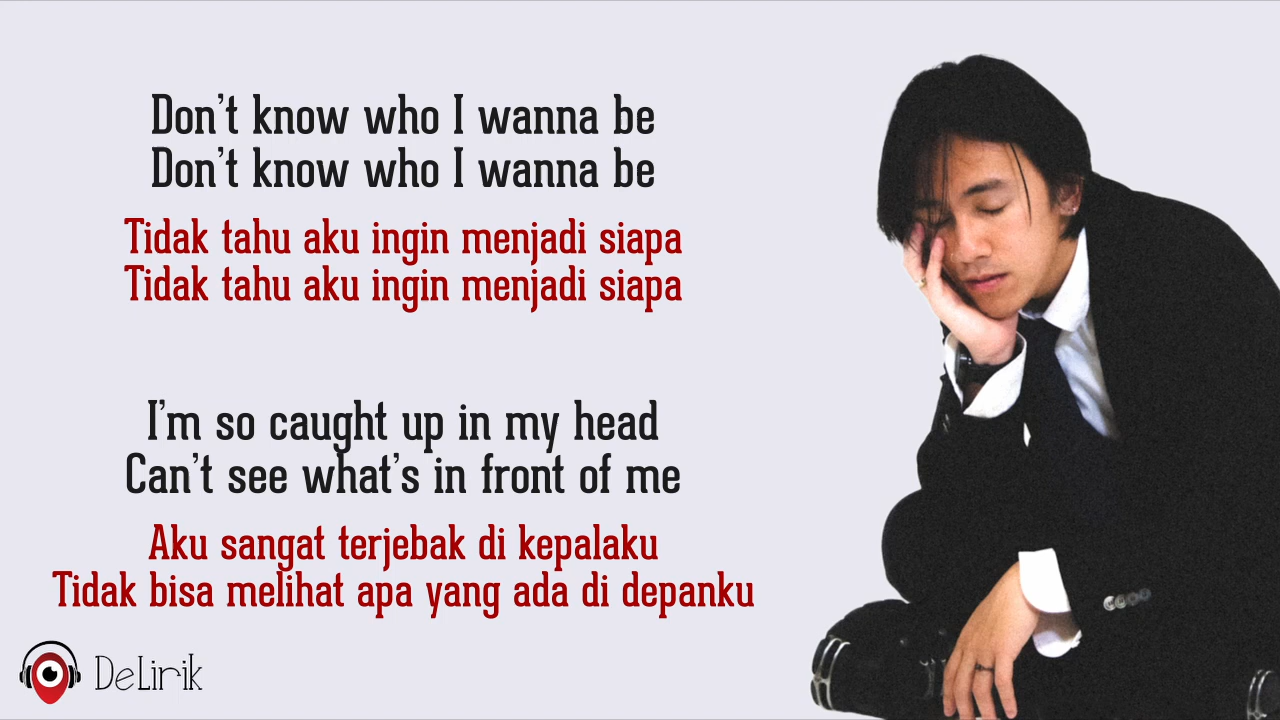 Don't know who I wanna be
Don't know who I wanna be
Tidak tahu aku ingin menjadi siapa
Tidak tahu aku ingin menjadi siapa
I'm so caught up in my head
Can't see what's in front of me
Aku sangat terjebak di kepalaku
Tidak bisa melihat apa yang ada di depanku
DeLirik